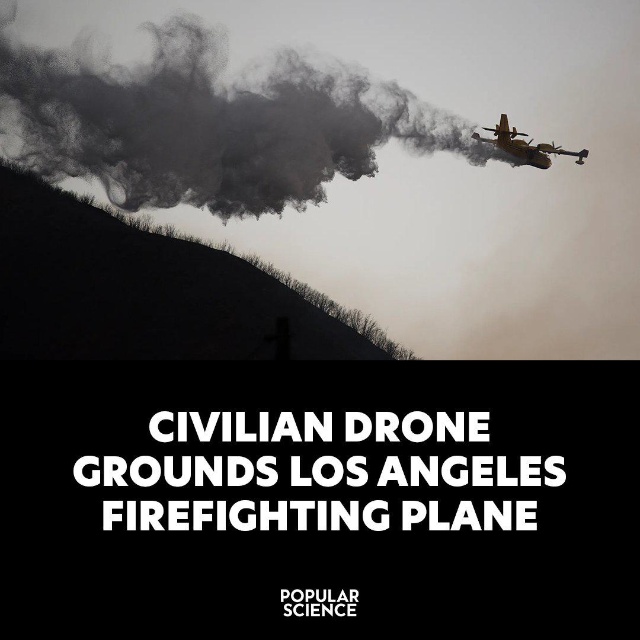 CIVILIAN DRONE
GROUNDS LOS ANGELES
FIREFIGHTING PLANE
POPULAR
SCIENCE